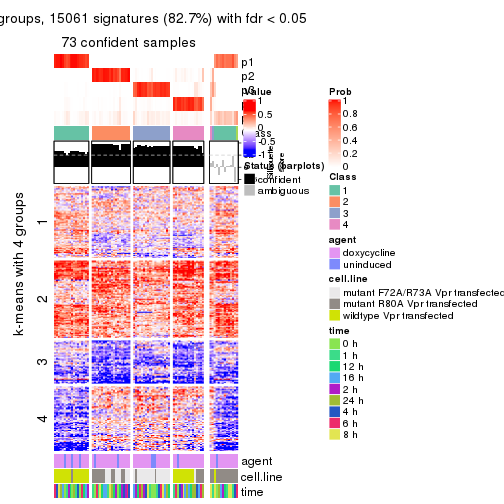 groups, 15061 signatures (82.7%) with fdr < 0.05
73 confident samples
p1
p2
k-means with 4 groups
1
2
3
4
1
0.5
0
-0.5
-1
Status (barplots)
confident
ambiguous
Prob
1
0.8
0.6
0.4
0.2
0
Class
1
2
3
4
agent
doxycycline
uninduced
cell.line
mutant F72A/R73A Vpr transfected
mutant R80A Vpr transfected
wildtype Vpr transfected
time
0 h
1 h
12 h
16 h
2 h
24 h
4 h
6 h
8 h
agent
cell.line
time